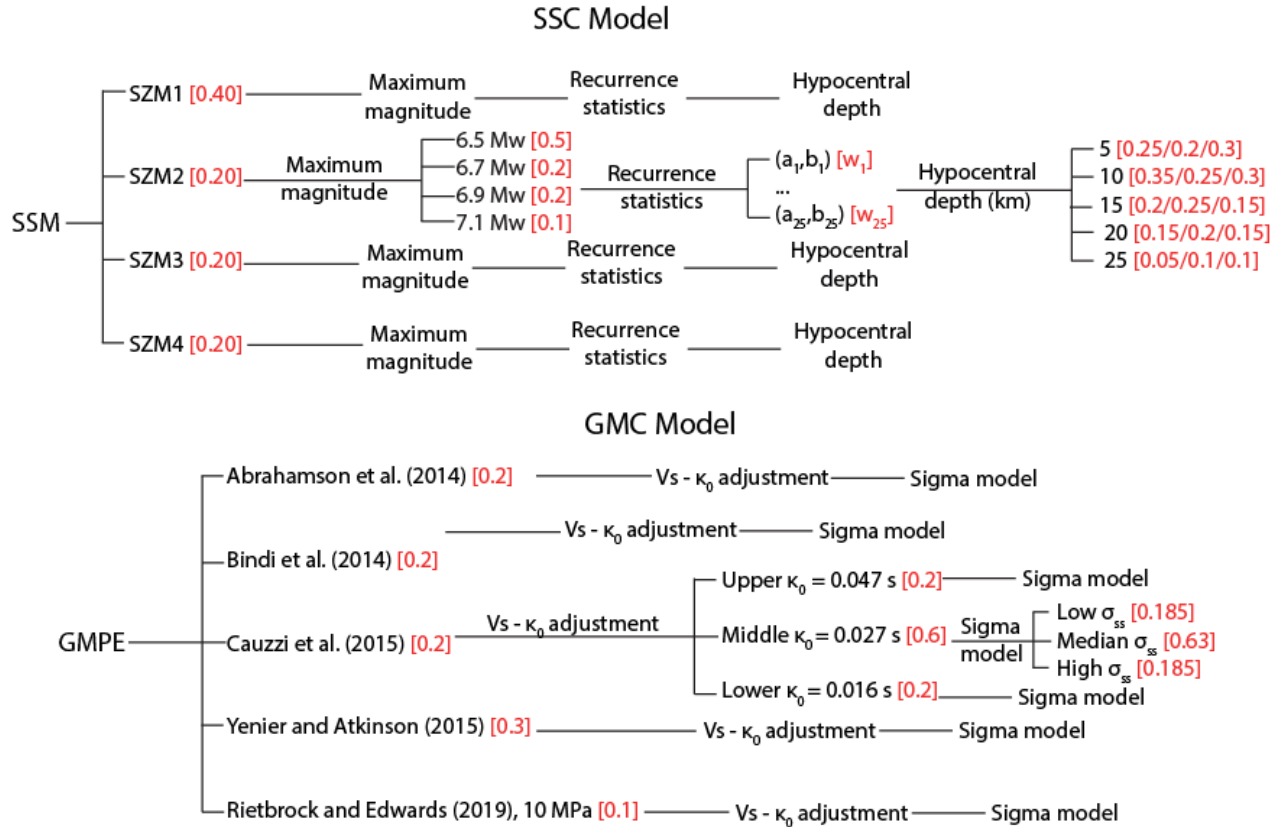 SSC Model
SSM
SZM1 [0.40]
Maximum
magnitude
Recurrence
statistics
Hypocentral
depth
SZM2 [0.20]
Maximum
magnitude
6.5 Mw [0.5]
6.7 Mw [0.2]
6.9 Mw [0.2]
7.1 Mw [0.1]
Recurrence
statistics
(a₁,b₁) [w₁]
...
(a₂₅,b₂₅) [w₂₅]
Hypocentral
depth (km)
5 [0.25/0.2/0.3]
10 [0.35/0.25/0.3]
15 [0.2/0.25/0.15]
20 [0.15/0.2/0.15]
25 [0.05/0.1/0.1]
SZM3 [0.20]
Maximum
magnitude
Recurrence
statistics
Hypocentral
depth
SZM4 [0.20]
Maximum
magnitude
Recurrence
statistics
Hypocentral
depth
GMC Model
GMPE
Abrahamson et al. (2014) [0.2]
Vs - κ₀ adjustment
Sigma model
Bindi et al. (2014) [0.2]
Vs - κ₀ adjustment
Sigma model
Cauzzi et al. (2015) [0.2]
Vs - κ₀ adjustment
Upper κ₀ = 0.047 s [0.2]
Sigma model
Middle κ₀ = 0.027 s [0.6]
Sigma
model
Low σₛₛ [0.185]
Median σₛₛ [0.63]
High σₛₛ [0.185]
Lower κ₀ = 0.016 s [0.2]
Sigma model
Yenier and Atkinson (2015) [0.3]
Vs - κ₀ adjustment
Sigma model
Rietbrock and Edwards (2019), 10 MPa [0.1]
Vs - κ₀ adjustment
Sigma model